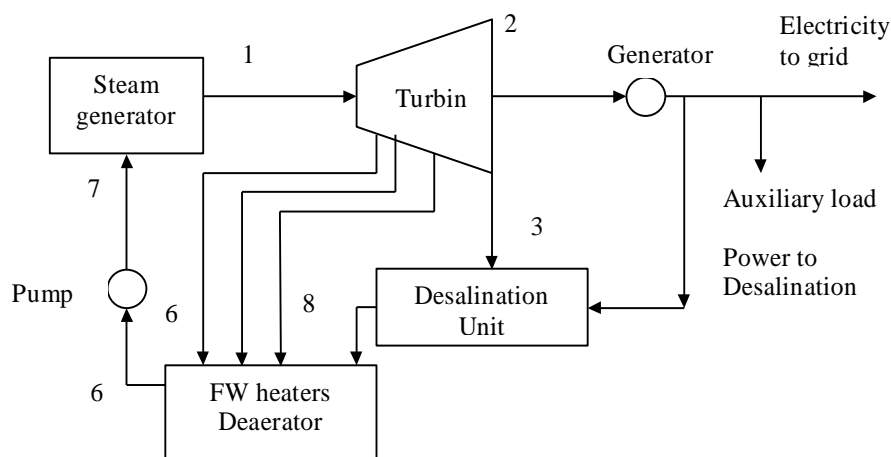 2
Electricity
to grid
Generator
1
Steam
generator
Turbin
7
Auxiliary load
3
Power to
Desalination
Pump
6
8
Desalination
Unit
6
FW heaters
Deaerator